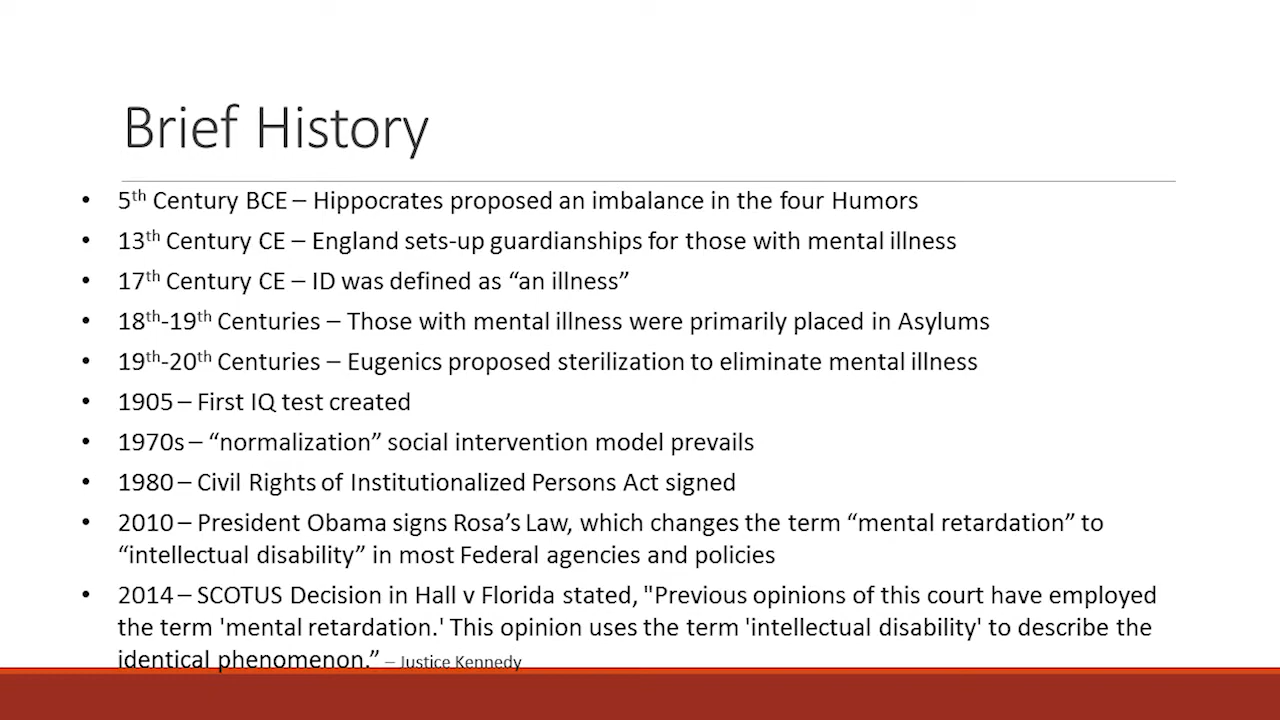 Brief History
• 5th Century BCE – Hippocrates proposed an imbalance in the four Humors
• 13th Century CE – England sets-up guardianships for those with mental illness
• 17th Century CE – ID was defined as “an illness”
• 18th-19th Centuries – Those with mental illness were primarily placed in Asylums
• 19th-20th Centuries – Eugenics proposed sterilization to eliminate mental illness
• 1905 – First IQ test created
• 1970s – “normalization” social intervention model prevails
• 1980 – Civil Rights of Institutionalized Persons Act signed
• 2010 – President Obama signs Rosa’s Law, which changes the term “mental retardation” to
“intellectual disability” in most Federal agencies and policies
• 2014 – SCOTUS Decision in Hall v Florida stated, "Previous opinions of this court have employed
the term 'mental retardation.' This opinion uses the term 'intellectual disability' to describe the
identical phenomenon.” – Justice Kennedy